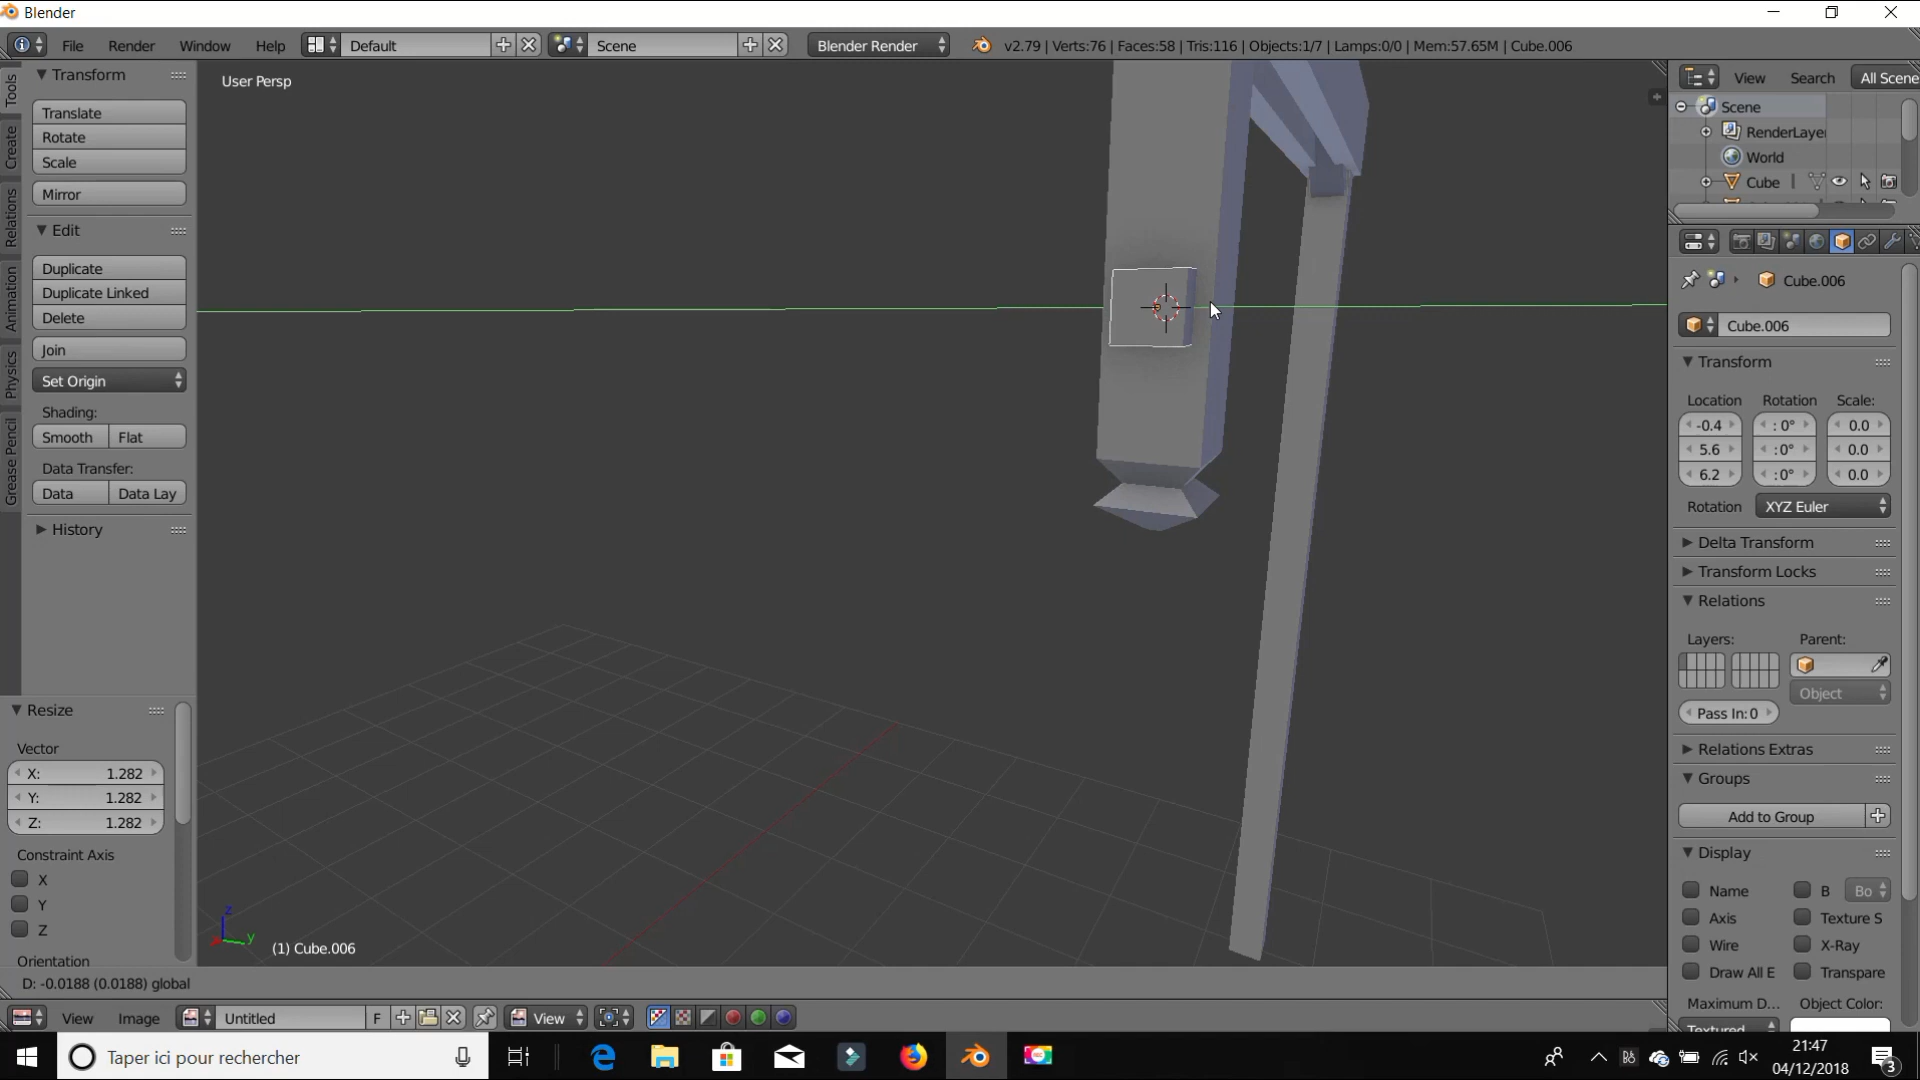 Blender
File Render Window Help Default Scene Blender Render v2.79 | Verts:76 | Faces:58 | Tris:116 | Objects:1/7 | Lamps:0/0 | Mem:57.65M | Cube.006
Tools
Create
Relations
Animation
Physics
Grease Pencil
Transform
Translate
Rotate
Scale
Mirror
Edit
Duplicate
Duplicate Linked
Delete
Join
Set Origin
Shading:
Smooth Flat
Data Transfer:
Data Data Lay
History
Resize
Vector
X: 1.282
Y: 1.282
Z: 1.282
Constraint Axis
X
Y
Z
Orientation
User Persp
z
y
(1) Cube.006
D: -0.0188 (0.0188) global
View Image Untitled F View
View Search All Scene
Scene
RenderLayer
World
Cube
Cube.006
Cube.006
Transform
Location Rotation Scale:
-0.4 : 0° 0.0
5.6 :0° 0.0
6.2 :0° 0.0
Rotation XYZ Euler
Delta Transform
Transform Locks
Relations
Layers: Parent:
Object
Pass In:0
Relations Extras
Groups
Add to Group
Display
Name B Bo
Axis Texture S
Wire X-Ray
Draw All E Transpare
Maximum D... Object Color:
Textured
Taper ici pour rechercher
21:47
04/12/2018
3